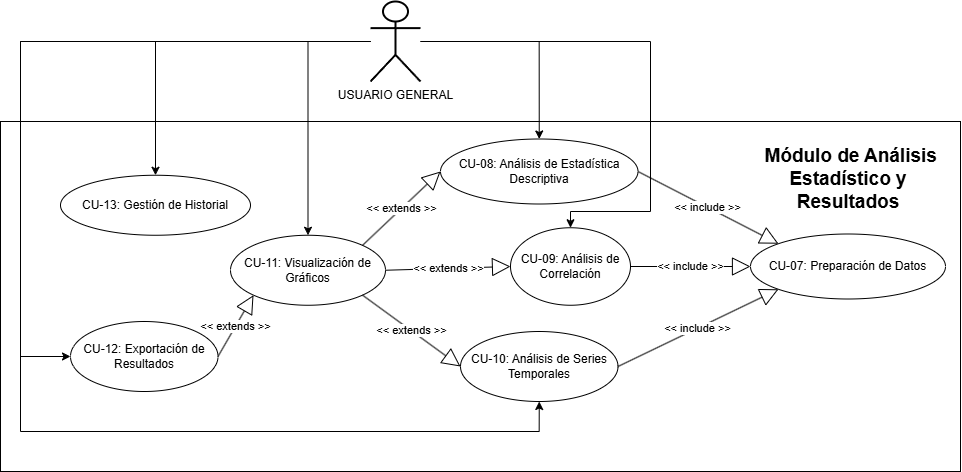 USUARIO GENERAL
Módulo de Análisis
Estadístico y
Resultados
CU-08: Análisis de Estadística
Descriptiva
CU-13: Gestión de Historial
<< extends >>
<< include >>
CU-11: Visualización de
Gráficos
<< extends >>
CU-09: Análisis de
Correlación
<< include >>
CU-07: Preparación de Datos
<< extends >>
<< extends >>
<< include >>
CU-12: Exportación de
Resultados
CU-10: Análisis de Series
Temporales